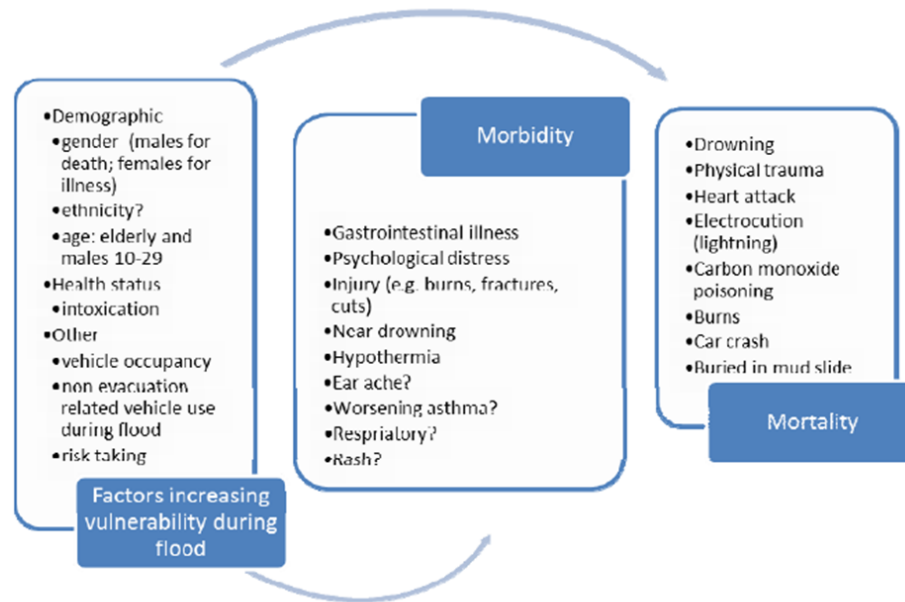 •Demographic
•gender (males for
death; females for
illness)
•ethnicity?
•age: elderly and
males 10-29
•Health status
•intoxication
•Other
•vehicle occupancy
•non evacuation
related vehicle use
during flood
•risk taking
Factors increasing
vulnerability during
flood
Morbidity
•Gastrointestinal illness
•Psychological distress
•Injury (e.g. burns, fractures,
cuts)
•Near drowning
•Hypothermia
•Ear ache?
•Worsening asthma?
•Respriatory?
•Rash?
•Drowning
•Physical trauma
•Heart attack
•Electrocution
(lightning)
•Carbon monoxide
poisoning
•Burns
•Car crash
•Buried in mud slide
Mortality